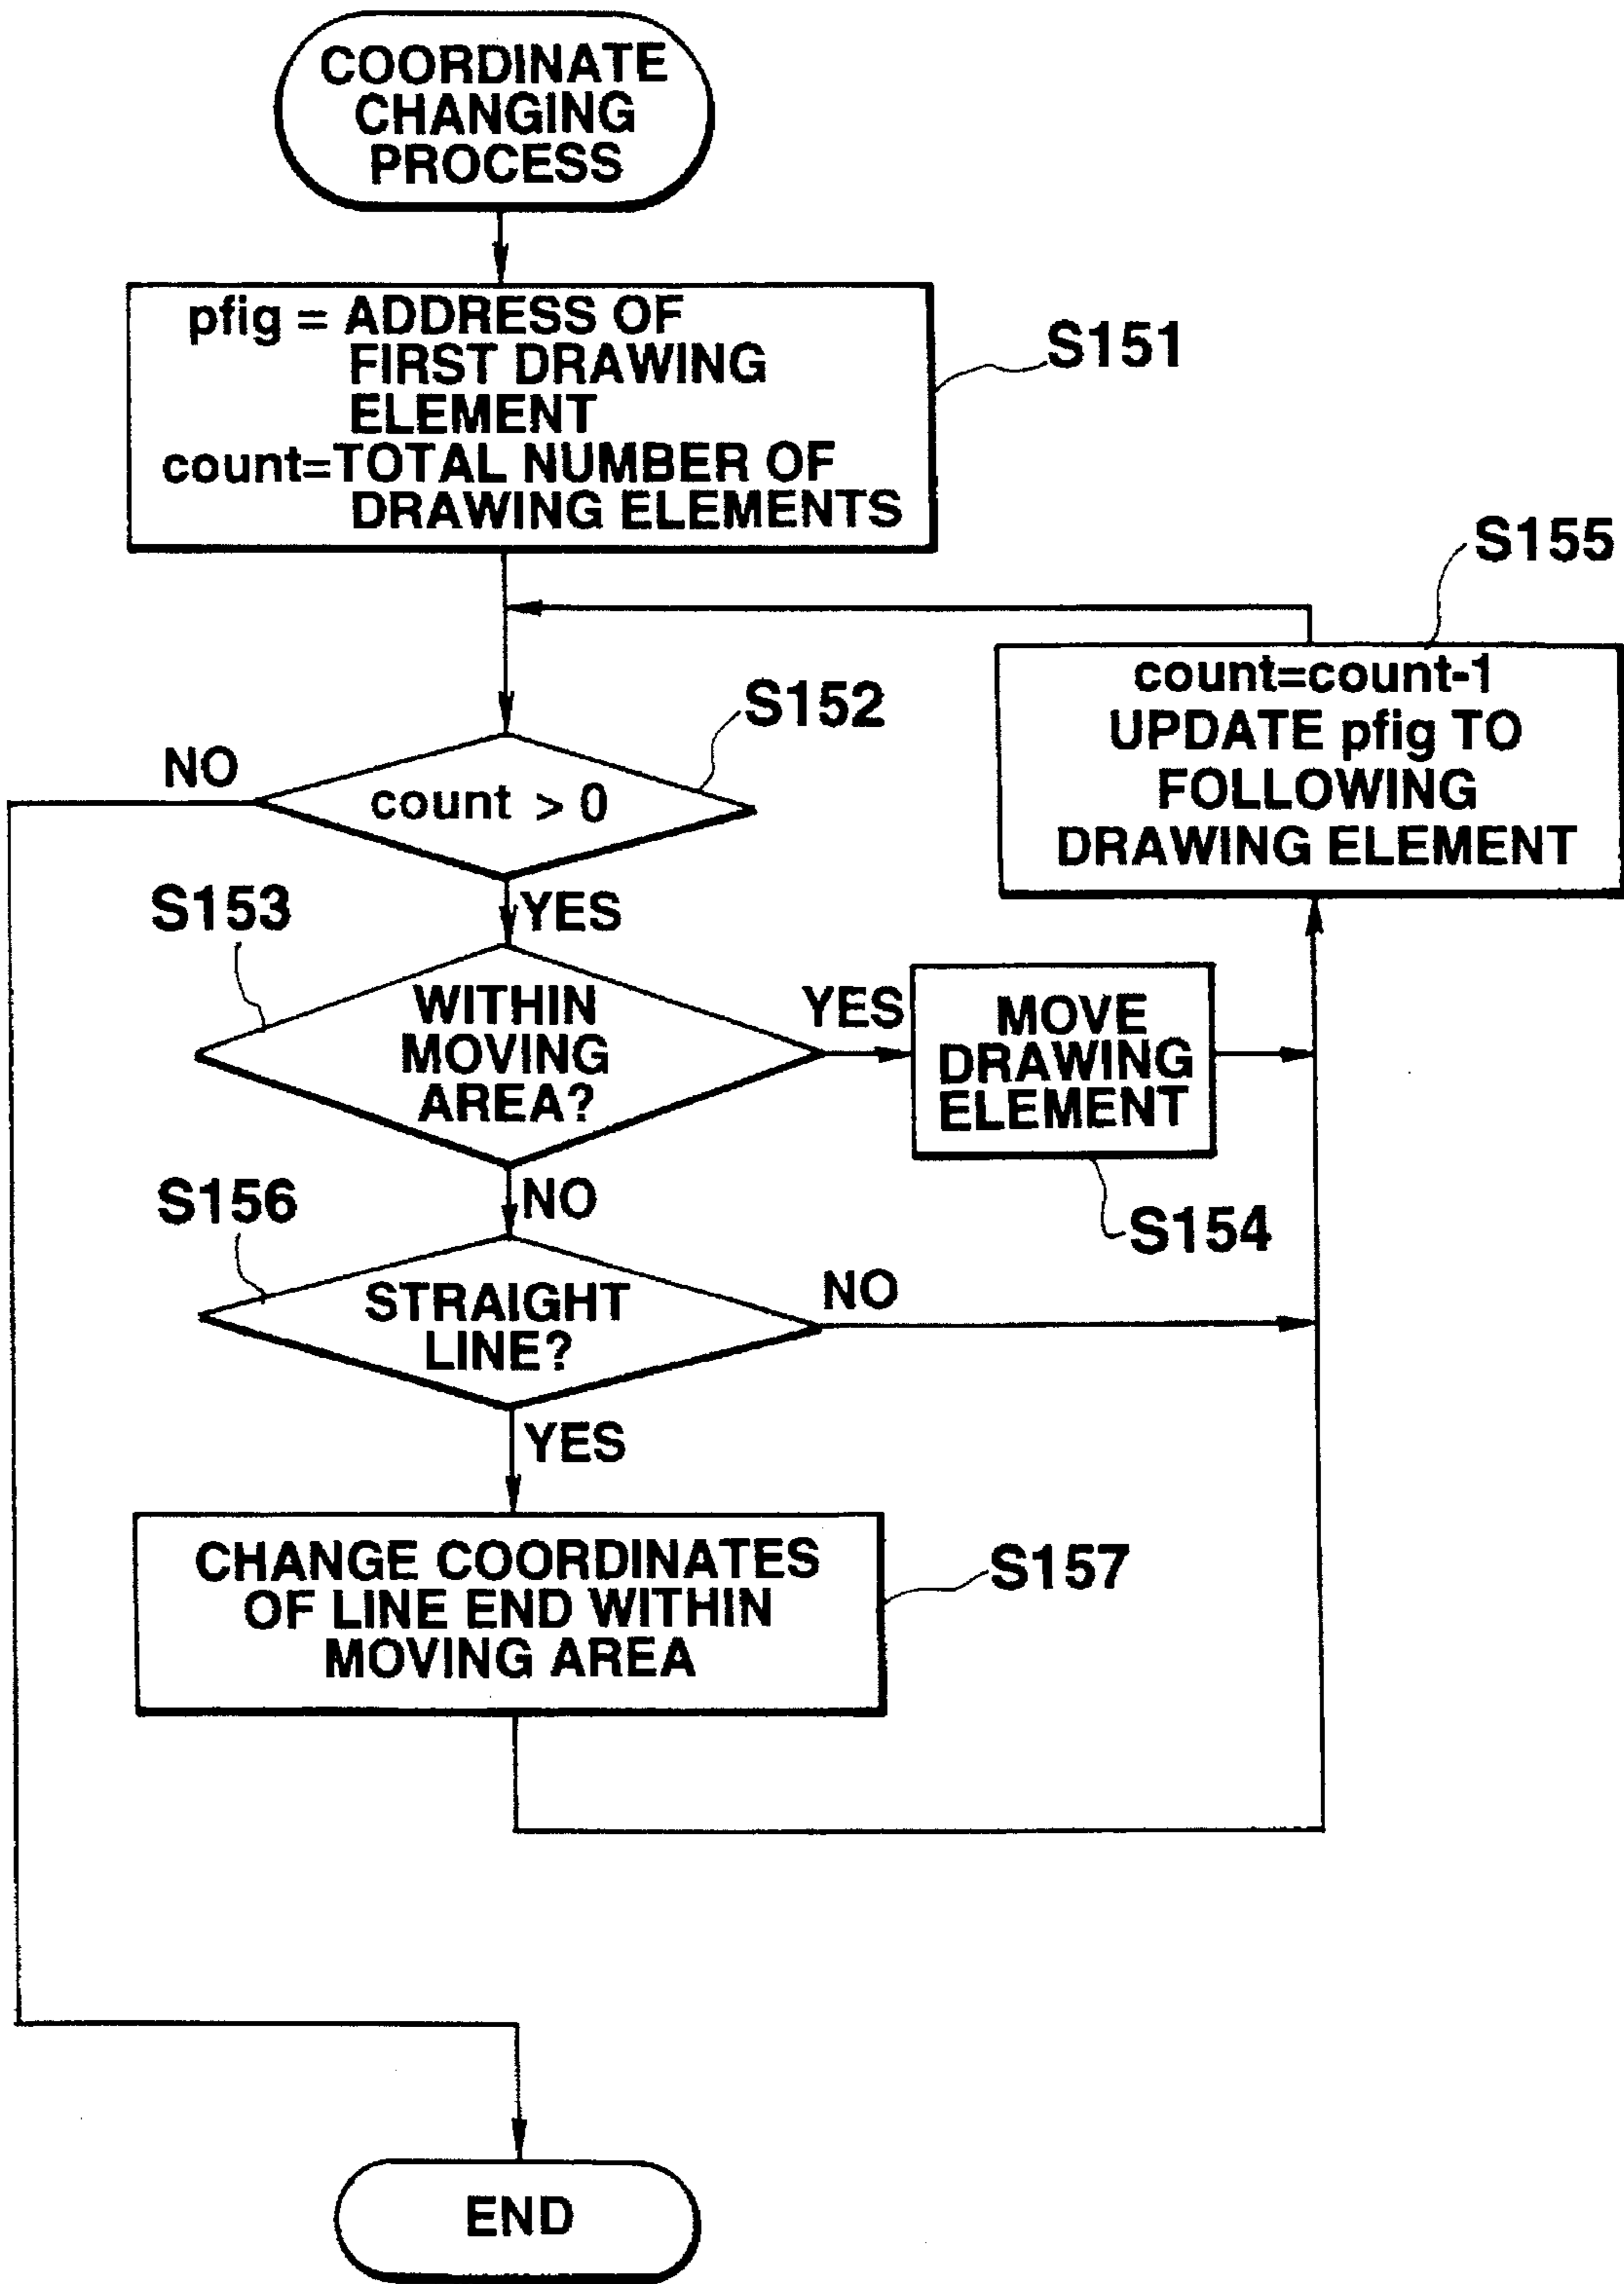 COORDINATE
CHANGING
PROCESS
pfig = ADDRESS OF
FIRST DRAWING
ELEMENT
count=TOTAL NUMBER OF
DRAWING ELEMENTS
S151
S155
count=count-1
UPDATE pfig TO
FOLLOWING
DRAWING ELEMENT
S152
NO
count > 0
YES
S153
WITHIN
MOVING
AREA?
YES
MOVE
DRAWING
ELEMENT
S154
NO
S156
STRAIGHT
LINE?
NO
YES
CHANGE COORDINATES
OF LINE END WITHIN
MOVING AREA
S157
END